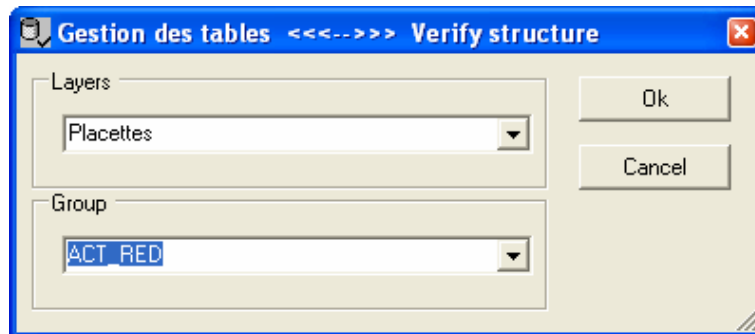 Gestion des tables <<<-->>> Verify structure
Layers
Placettes
Ok
Cancel
Group
ACT_RED